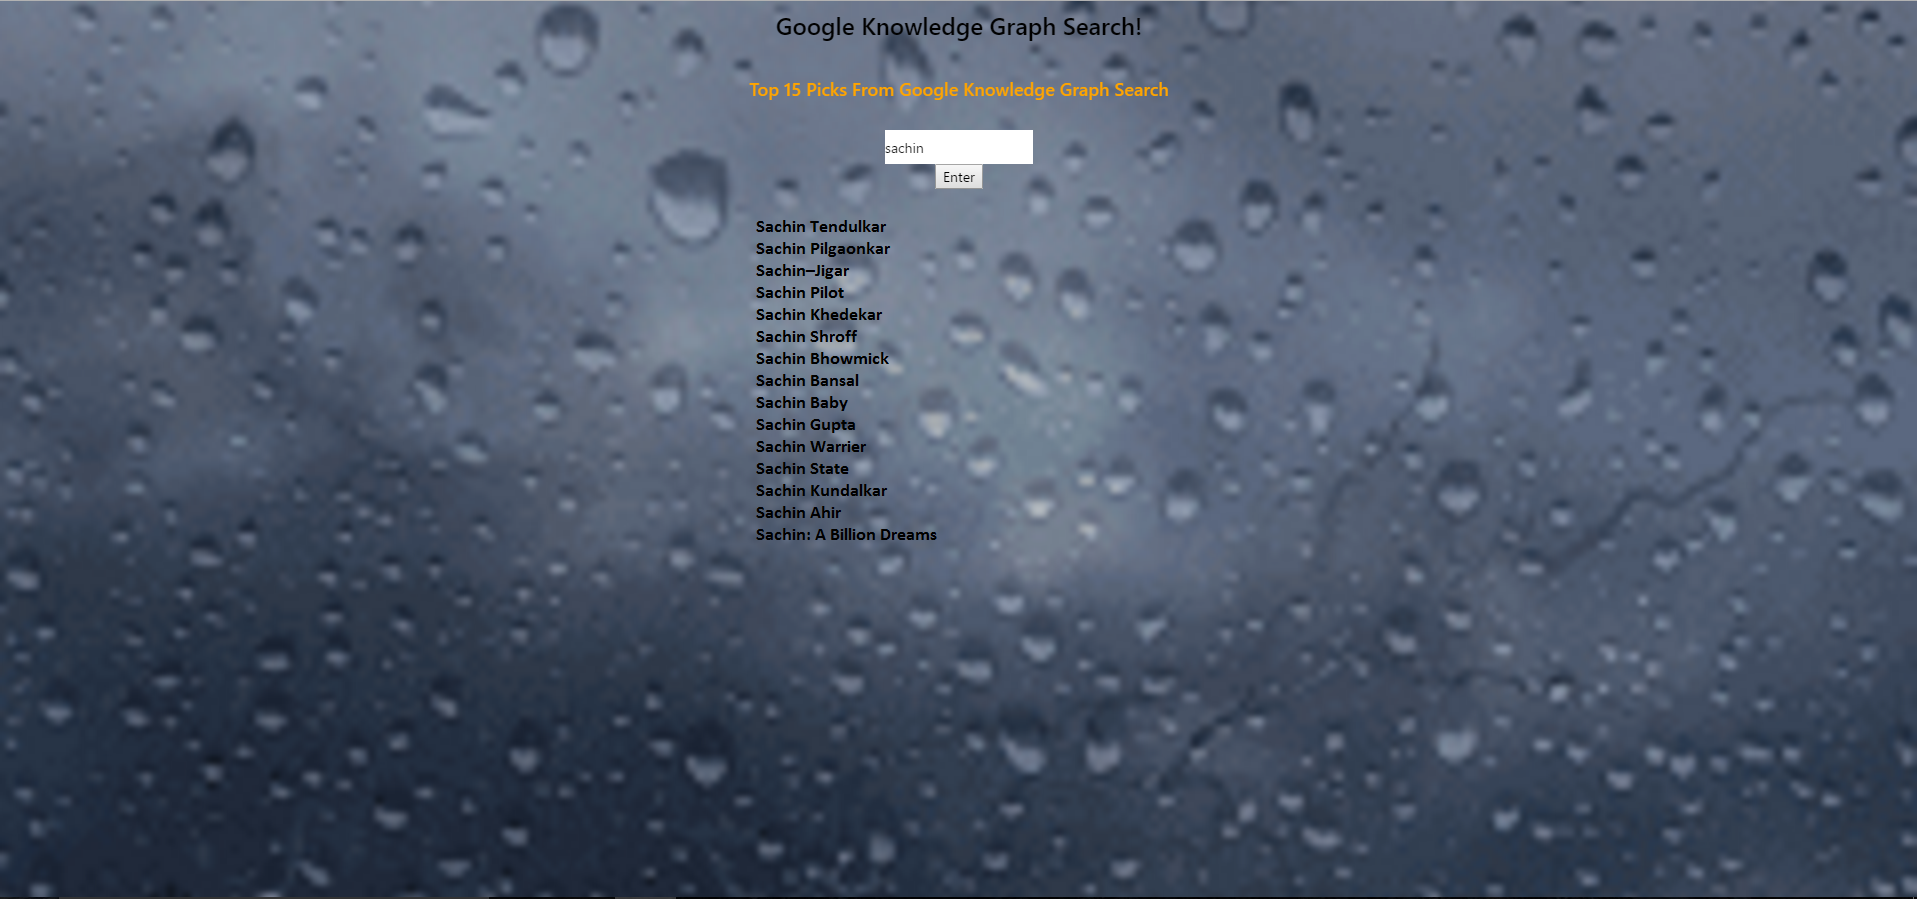 Google Knowledge Graph Search!
Top 15 Picks From Google Knowledge Graph Search
sachin
Enter
Sachin Tendulkar
Sachin Pilgaonkar
Sachin–Jigar
Sachin Pilot
Sachin Khedekar
Sachin Shroff
Sachin Bhowmick
Sachin Bansal
Sachin Baby
Sachin Gupta
Sachin Warrier
Sachin State
Sachin Kundalkar
Sachin Ahir
Sachin: A Billion Dreams